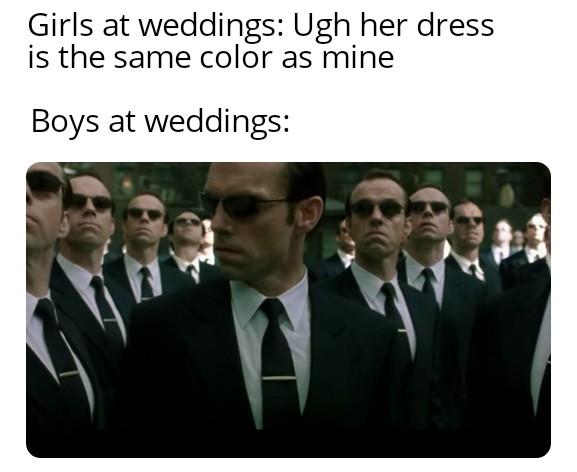 Girls at weddings: Ugh her dress
is the same color as mine
Boys at weddings: